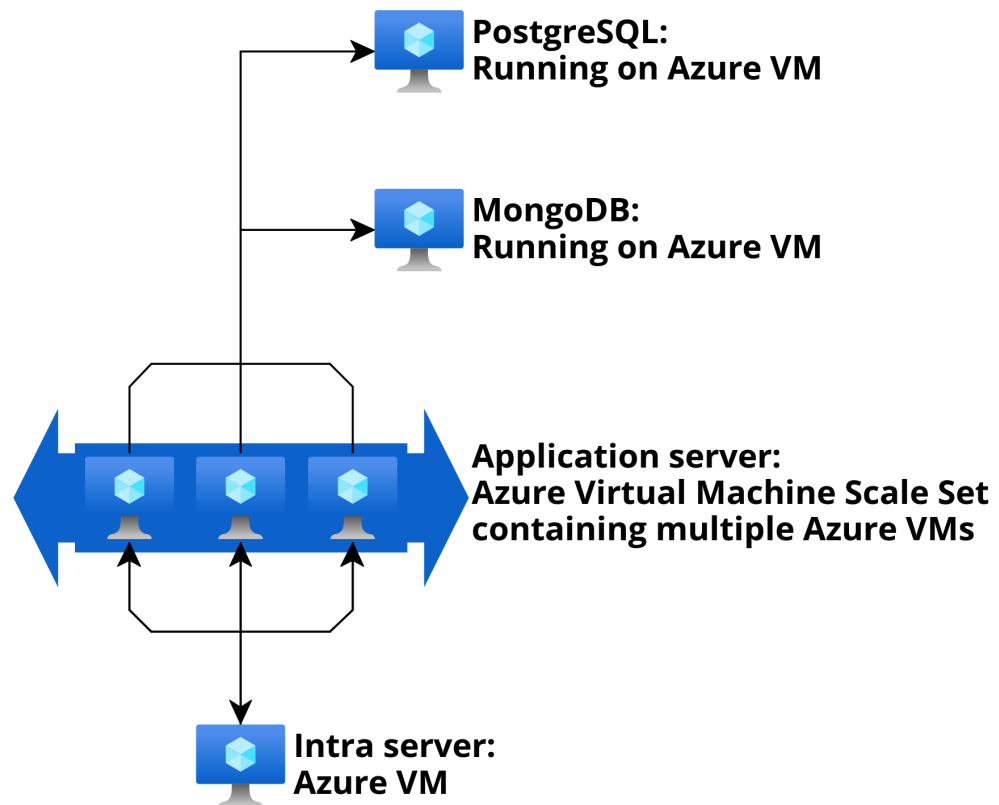 PostgreSQL:
Running on Azure VM
MongoDB:
Running on Azure VM
Application server:
Azure Virtual Machine Scale Set
containing multiple Azure VMs
Intra server:
Azure VM